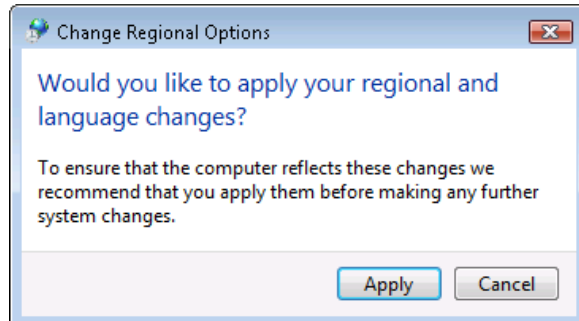 Change Regional Options
Would you like to apply your regional and
language changes?
To ensure that the computer reflects these changes we
recommend that you apply them before making any further
system changes.
Apply Cancel